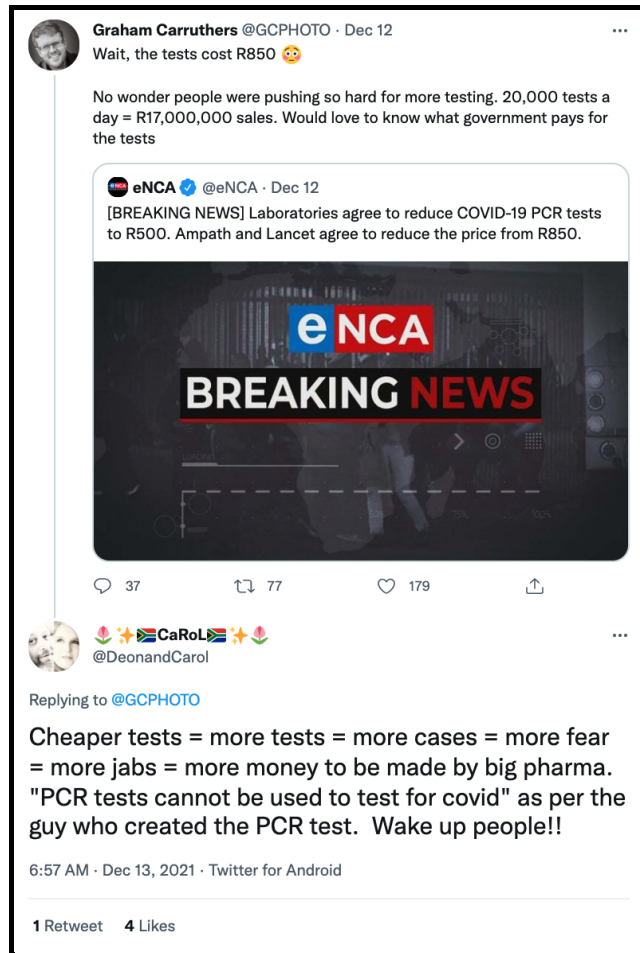 Graham Carruthers @GCPHOTO · Dec 12
Wait, the tests cost R850 😳
No wonder people were pushing so hard for more testing. 20,000 tests a
day = R17,000,000 sales. Would love to know what government pays for
the tests
eNCA @eNCA · Dec 12
[BREAKING NEWS] Laboratories agree to reduce COVID-19 PCR tests
to R500. Ampath and Lancet agree to reduce the price from R850.
eNCA
BREAKING NEWS
LOADING
37 77 179
🌷✨🇿🇦CaRoL🇿🇦✨🌷
@DeonandCarol
Replying to @GCPHOTO
Cheaper tests = more tests = more cases = more fear
= more jabs = more money to be made by big pharma.
"PCR tests cannot be used to test for covid" as per the
guy who created the PCR test.  Wake up people!!
6:57 AM · Dec 13, 2021 · Twitter for Android
1 Retweet 4 Likes